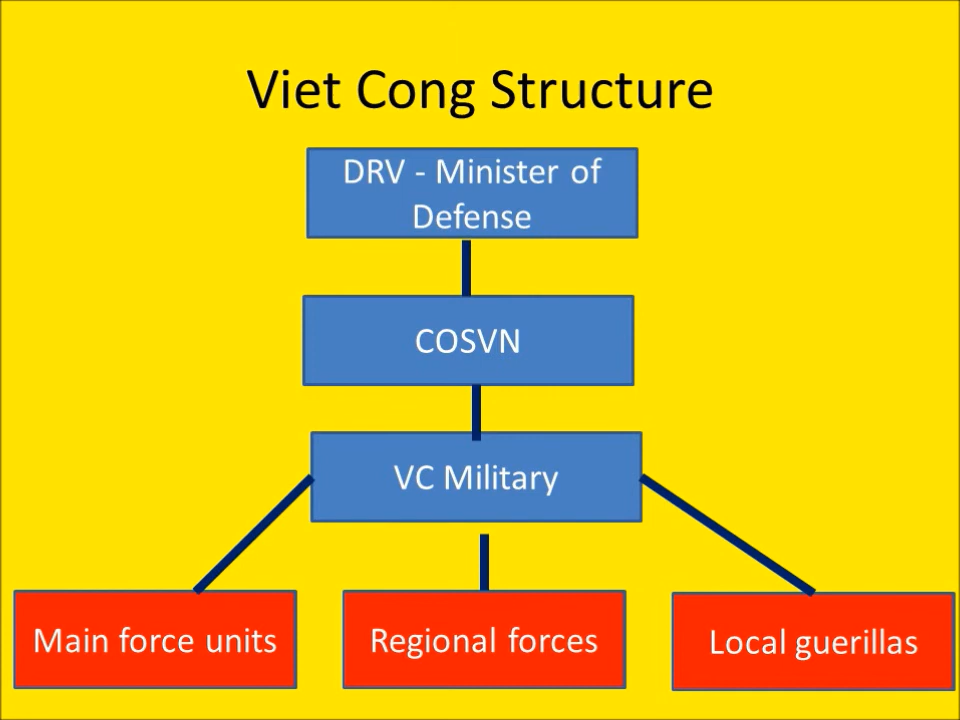 Viet Cong Structure
DRV - Minister of
Defense
COSVN
VC Military
Main force units
Regional forces
Local guerillas